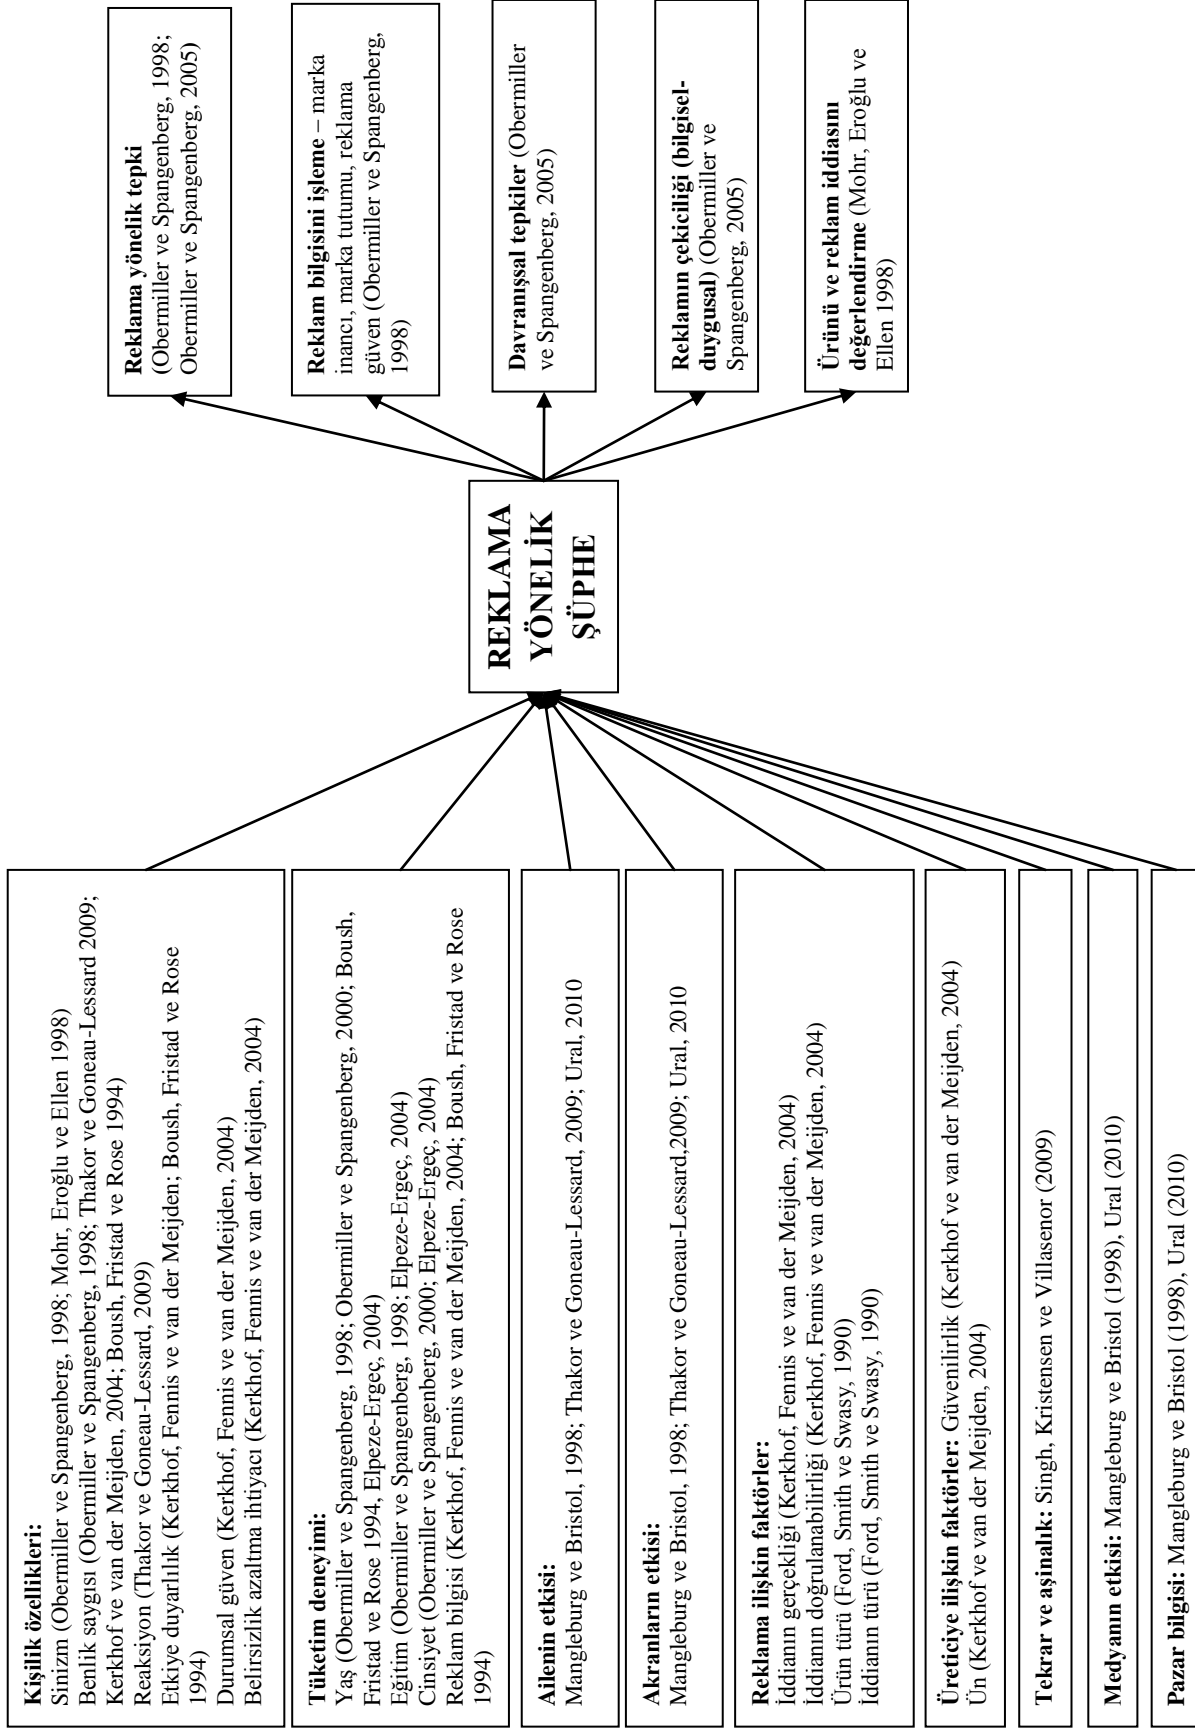 Kişilik özellikleri:
Sinizm (Obermiller ve Spangenberg, 1998; Mohr, Eroğlu ve Ellen 1998)
Benlik saygısı (Obermiller ve Spangenberg, 1998; Thakor ve Goneau-Lessard 2009;
Kerkhof ve van der Meijden, 2004; Boush, Fristad ve Rose 1994)
Reaksiyon (Thakor ve Goneau-Lessard, 2009)
Etkiye duyarlılık (Kerkhof, Fennis ve van der Meijden; Boush, Fristad ve Rose
1994)
Durumsal güven (Kerkhof, Fennis ve van der Meijden, 2004)
Belirsizlik azaltma ihtiyacı (Kerkhof, Fennis ve van der Meijden, 2004)
Tüketim deneyimi:
Yaş (Obermiller ve Spangenberg, 1998; Obermiller ve Spangenberg, 2000; Boush,
Fristad ve Rose 1994, Elpeze-Ergeç, 2004)
Eğitim (Obermiller ve Spangenberg, 1998; Elpeze-Ergeç, 2004)
Cinsiyet (Obermiller ve Spangenberg, 2000; Elpeze-Ergeç, 2004)
Reklam bilgisi (Kerkhof, Fennis ve van der Meijden, 2004; Boush, Fristad ve Rose
1994)
Ailenin etkisi:
Mangleburg ve Bristol, 1998; Thakor ve Goneau-Lessard, 2009; Ural, 2010
Akranların etkisi:
Mangleburg ve Bristol, 1998; Thakor ve Goneau-Lessard,2009; Ural, 2010
Reklama ilişkin faktörler:
İddianın gerçekliği (Kerkhof, Fennis ve van der Meijden, 2004)
İddianın doğrulanabilirliği (Kerkhof, Fennis ve van der Meijden, 2004)
Ürün türü (Ford, Smith ve Swasy, 1990)
İddianın türü (Ford, Smith ve Swasy, 1990)
Üreticiye ilişkin faktörler: Güvenilirlik (Kerkhof ve van der Meijden, 2004)
Ün (Kerkhof ve van der Meijden, 2004)
Tekrar ve aşinalık: Singh, Kristensen ve Villasenor (2009)
Medyanın etkisi: Mangleburg ve Bristol (1998), Ural (2010)
Pazar bilgisi: Mangleburg ve Bristol (1998), Ural (2010)
REKLAMA
YÖNELİK
ŞÜPHE
Reklama yönelik tepki
(Obermiller ve Spangenberg, 1998;
Obermiller ve Spangenberg, 2005)
Reklam bilgisini işleme – marka
inancı, marka tutumu, reklama
güven (Obermiller ve Spangenberg,
1998)
Davranışsal tepkiler (Obermiller
ve Spangenberg, 2005)
Reklamın çekiciliği (bilgisel-
duygusal) (Obermiller ve
Spangenberg, 2005)
Ürünü ve reklam iddiasını
değerlendirme (Mohr, Eroğlu ve
Ellen 1998)